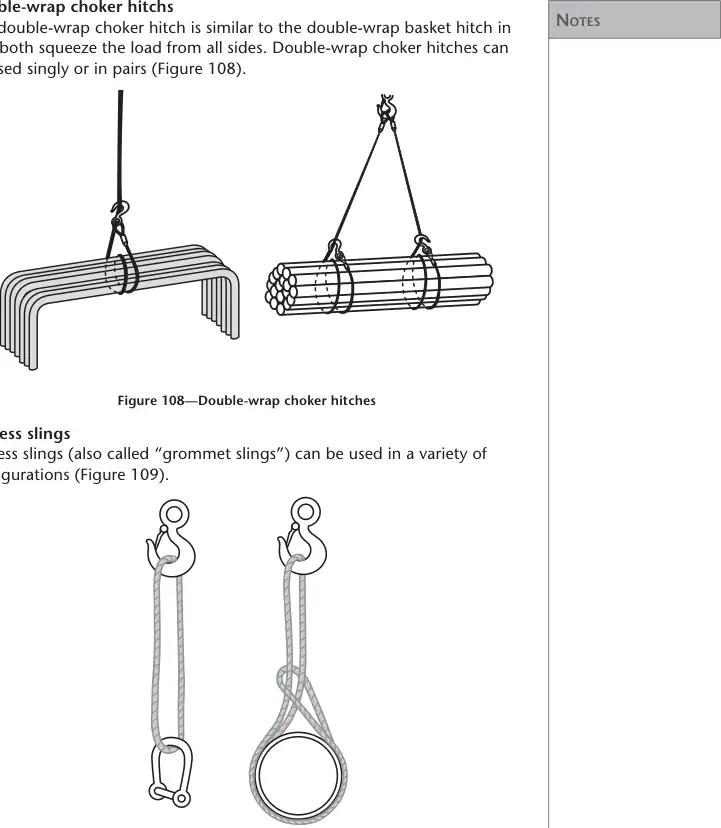 ble-wrap choker hitchs
double-wrap choker hitch is similar to the double-wrap basket hitch in
both squeeze the load from all sides. Double-wrap choker hitches can
sed singly or in pairs (Figure 108).
Figure 108—Double-wrap choker hitches
ess slings
ess slings (also called “grommet slings”) can be used in a variety of
gurations (Figure 109).
NOTES